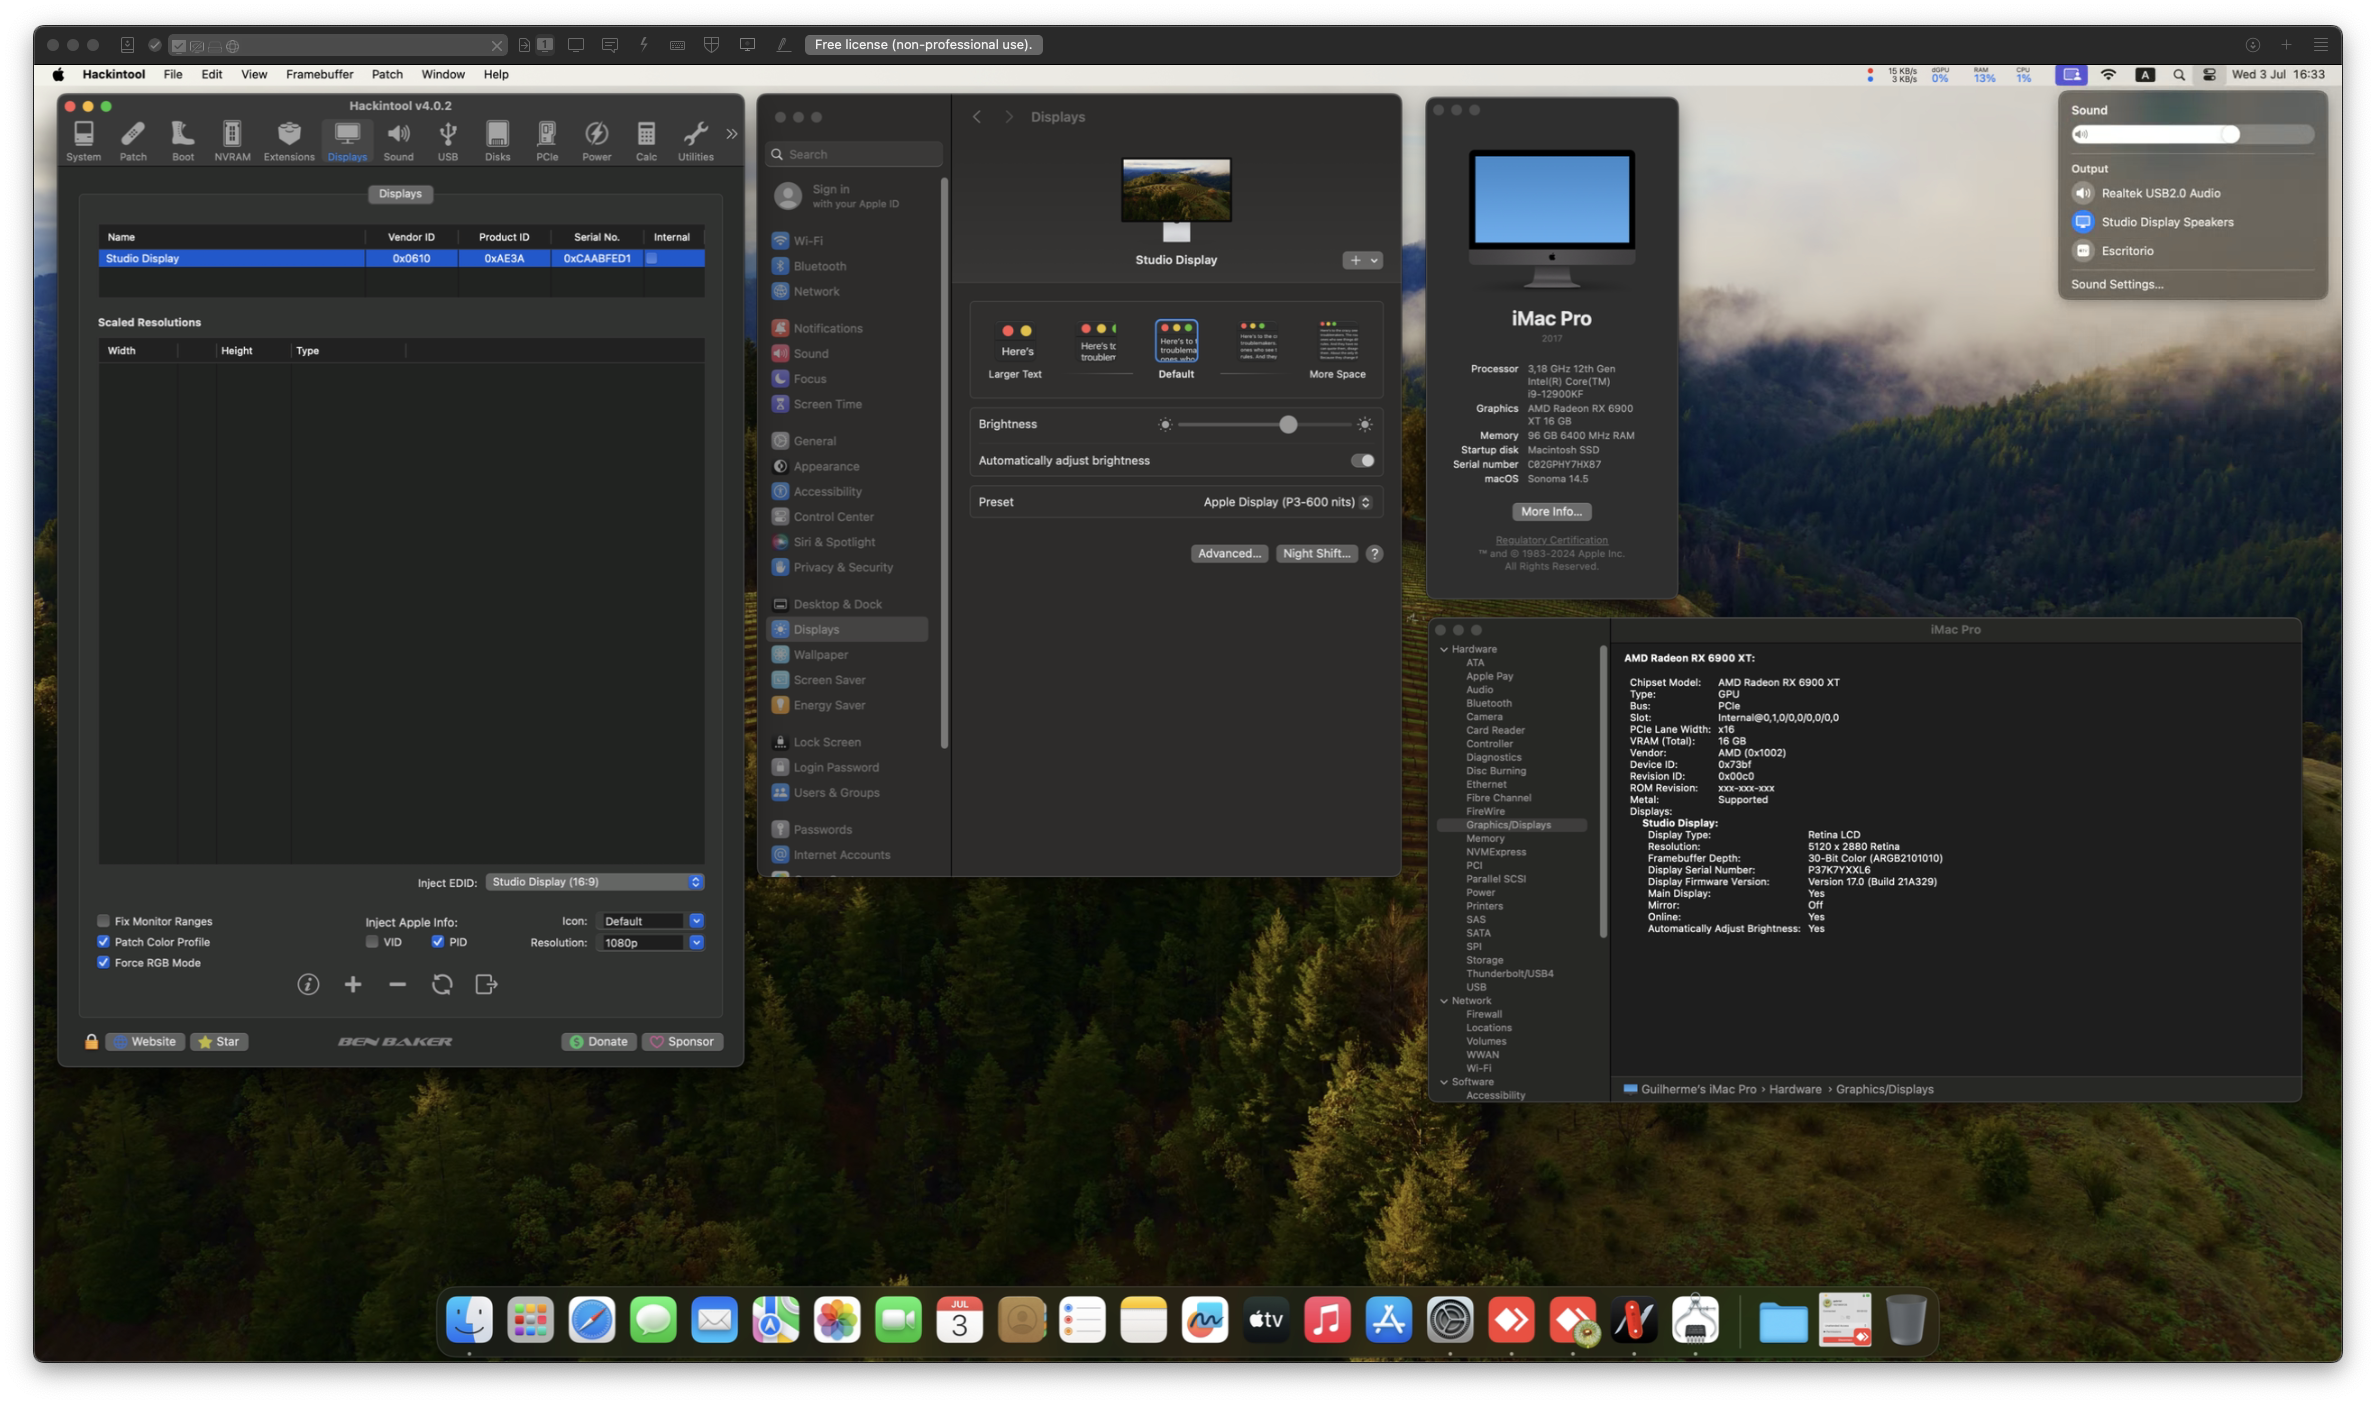 Free license (non-professional use).
Hackintool File Edit View Framebuffer Patch Window Help
15 KB/s
3 KB/s
dGPU
0%
RAM
13%
CPU
1%
A
Wed 3 Jul 16:33
Hackintool v4.0.2
System Patch Boot NVRAM Extensions Displays Sound USB Disks PCIe Power Calc Utilities
Displays
Name Vendor ID Product ID Serial No. Internal
Studio Display 0x0610 0xAE3A 0xCAABFED1
Scaled Resolutions
Width Height Type
Inject EDID: Studio Display (16:9)
Fix Monitor Ranges
Patch Color Profile
Force RGB Mode
Inject Apple Info:
VID PID
Icon: Default
Resolution: 1080p
Website Star BEN BAKER Donate Sponsor
Search
Sign in
with your Apple ID
Wi-Fi
Bluetooth
Network
Notifications
Sound
Focus
Screen Time
General
Appearance
Accessibility
Control Center
Siri & Spotlight
Privacy & Security
Desktop & Dock
Displays
Wallpaper
Screen Saver
Energy Saver
Lock Screen
Login Password
Users & Groups
Passwords
Internet Accounts
Displays
Studio Display
Larger Text Default More Space
Brightness
Automatically adjust brightness
Preset Apple Display (P3-600 nits)
Advanced... Night Shift... ?
iMac Pro
2017
Processor 3,18 GHz 12th Gen
Intel(R) Core(TM)
i9-12900KF
Graphics AMD Radeon RX 6900
XT 16 GB
Memory 96 GB 6400 MHz RAM
Startup disk Macintosh SSD
Serial number C02GPHY7HX87
macOS Sonoma 14.5
More Info...
Regulatory Certification
™ and © 1983-2024 Apple Inc.
All Rights Reserved.
Sound
Output
Realtek USB2.0 Audio
Studio Display Speakers
Escritorio
Sound Settings...
iMac Pro
Hardware
ATA
Apple Pay
Audio
Bluetooth
Camera
Card Reader
Controller
Diagnostics
Disc Burning
Ethernet
Fibre Channel
FireWire
Graphics/Displays
Memory
NVMExpress
PCI
Parallel SCSI
Power
Printers
SAS
SATA
SPI
Storage
Thunderbolt/USB4
USB
Network
Firewall
Locations
Volumes
WWAN
Wi-Fi
Software
Accessibility
AMD Radeon RX 6900 XT:
Chipset Model: AMD Radeon RX 6900 XT
Type: GPU
Bus: PCIe
Slot: Internal@0,1,0/0,0/0,0/0,0
PCIe Lane Width: x16
VRAM (Total): 16 GB
Vendor: AMD (0x1002)
Device ID: 0x73bf
Revision ID: 0x00c0
ROM Revision: xxx-xxx-xxx
Metal: Supported
Displays:
Studio Display:
Display Type: Retina LCD
Resolution: 5120 x 2880 Retina
Framebuffer Depth: 30-Bit Color (ARGB2101010)
Display Serial Number: P37K7YXXL6
Display Firmware Version: Version 17.0 (Build 21A329)
Main Display: Yes
Mirror: Off
Online: Yes
Automatically Adjust Brightness: Yes
Guilherme's iMac Pro › Hardware › Graphics/Displays
JUL
3
tv